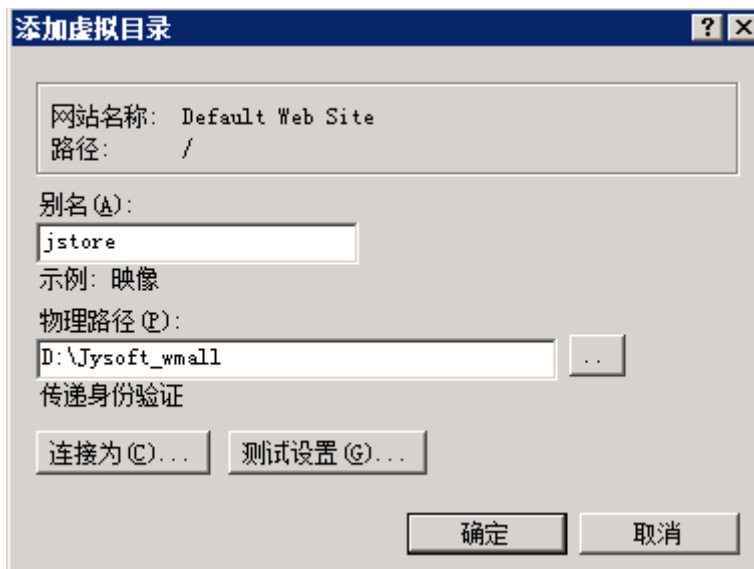 添加虚拟目录
网站名称: Default Web Site
路径: /
别名(A):
jstore
示例: 映像
物理路径(P):
D:\Jysoft_wmall
..
传递身份验证
连接为(C)... 测试设置(G)...
确定 取消